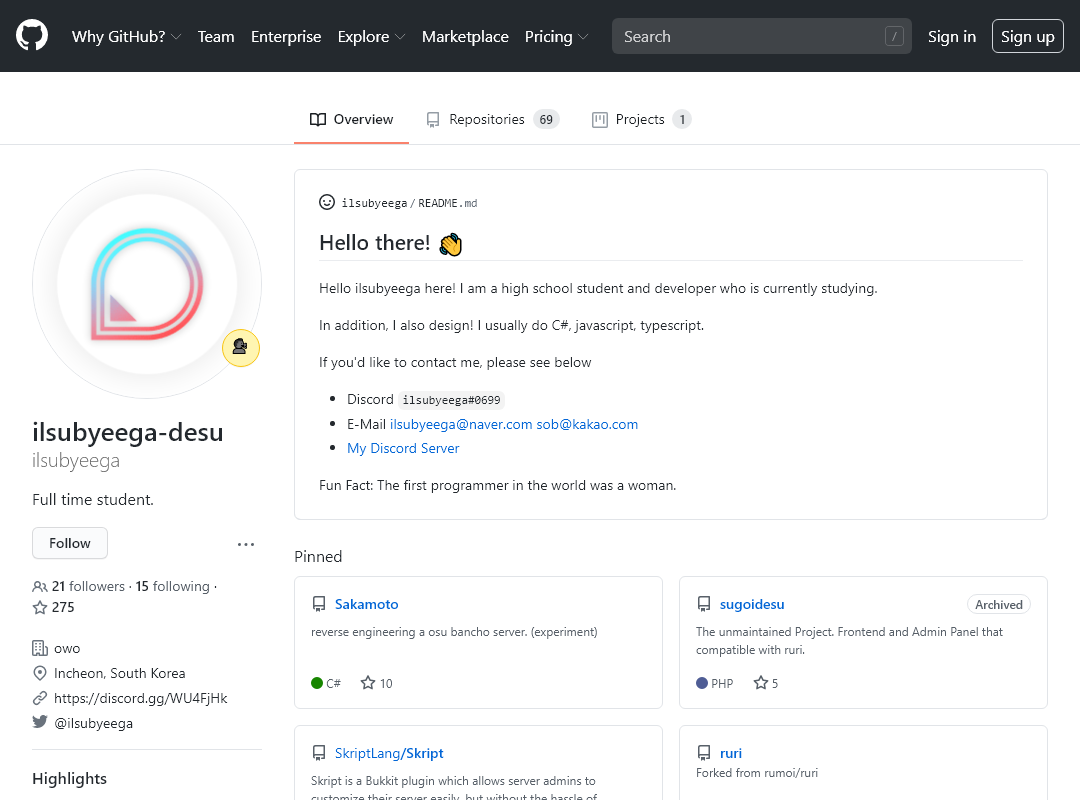 Why GitHub? Team Enterprise Explore Marketplace Pricing Search / Sign in Sign up
Overview Repositories 69 Projects 1
ilsubyeega/README.md
Hello there! 👋
Hello ilsubyeega here! I am a high school student and developer who is currently studying.
In addition, I also design! I usually do C#, javascript, typescript.
If you'd like to contact me, please see below
• Discord ilsubyeega#0699
• E-Mail ilsubyeega@naver.com sob@kakao.com
• My Discord Server
Fun Fact: The first programmer in the world was a woman.
ilsubyeega-desu
ilsubyeega
Full time student.
Follow
21 followers · 15 following ·
275
owo
Incheon, South Korea
https://discord.gg/WU4FjHk
@ilsubyeega
Highlights
Pinned
Sakamoto
reverse engineering a osu bancho server. (experiment)
C# 10
sugoidesu Archived
The unmaintained Project. Frontend and Admin Panel that
compatible with ruri.
PHP 5
SkriptLang/Skript
Skript is a Bukkit plugin which allows server admins to
customize their server easily, but without the hassle of
ruri
Forked from rumoi/ruri